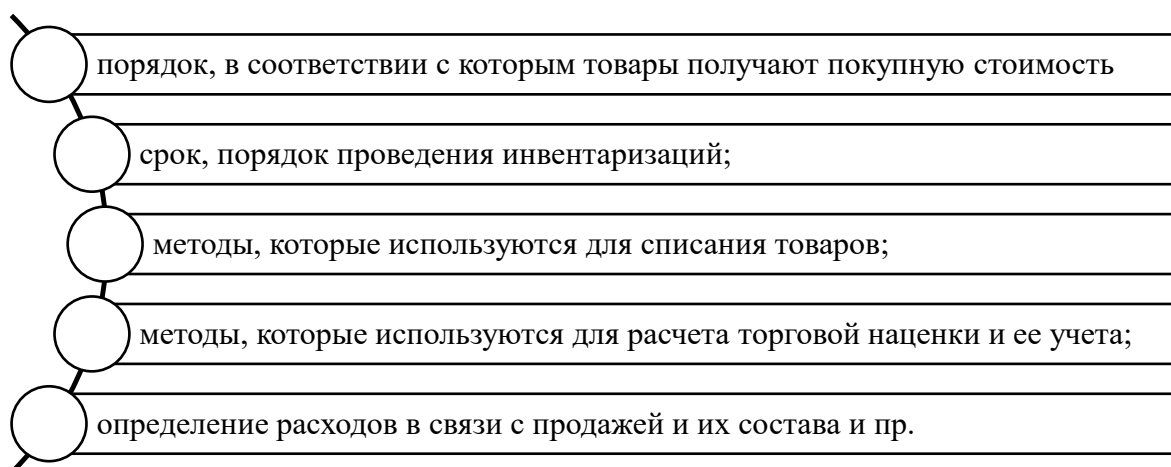 порядок, в соответствии с которым товары получают покупную стоимость
срок, порядок проведения инвентаризаций;
методы, которые используются для списания товаров;
методы, которые используются для расчета торговой наценки и ее учета;
определение расходов в связи с продажей и их состава и пр.